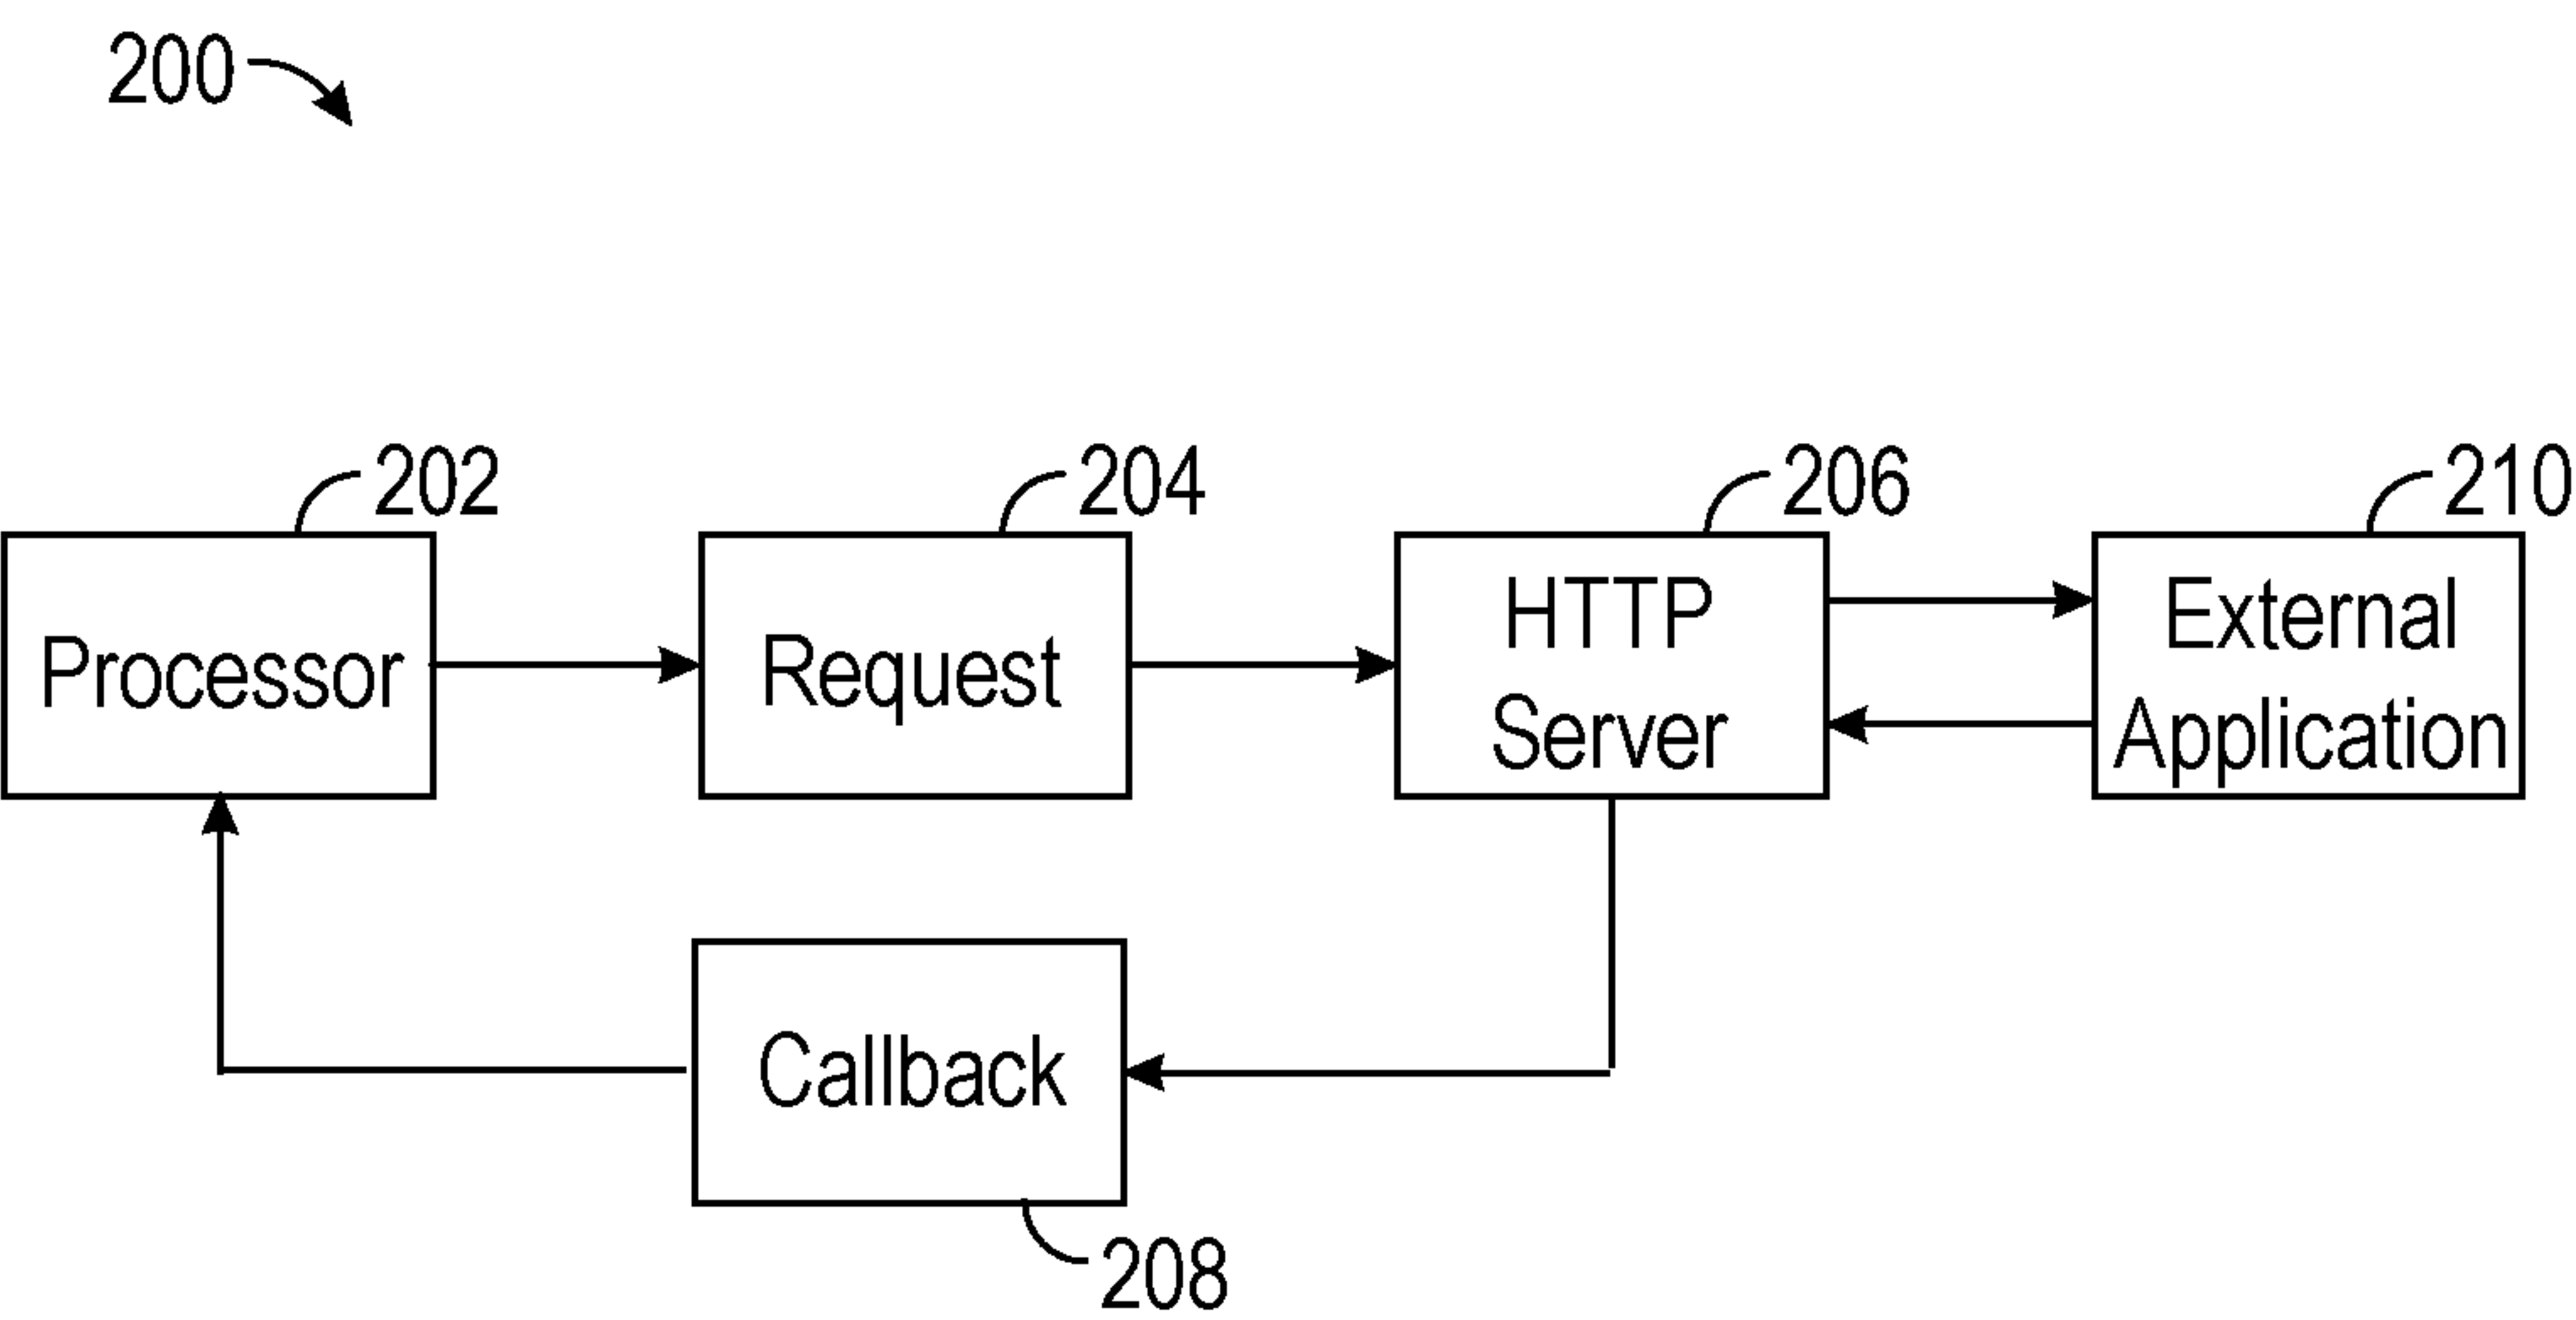 200
202
204
206
210
Processor
Request
HTTP
Server
External
Application
Callback
208